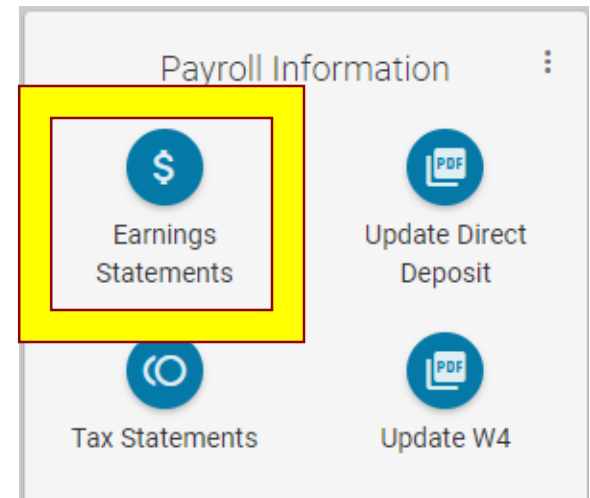 Payroll Information
$
Earnings
Statements
PDF
Update Direct
Deposit
Tax Statements
PDF
Update W4